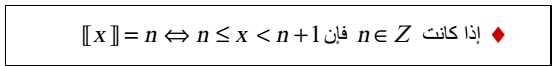 ♦ إذا كانت n ∈ Z فإن ⟦x⟧ = n ⇔ n ≤ x < n + 1